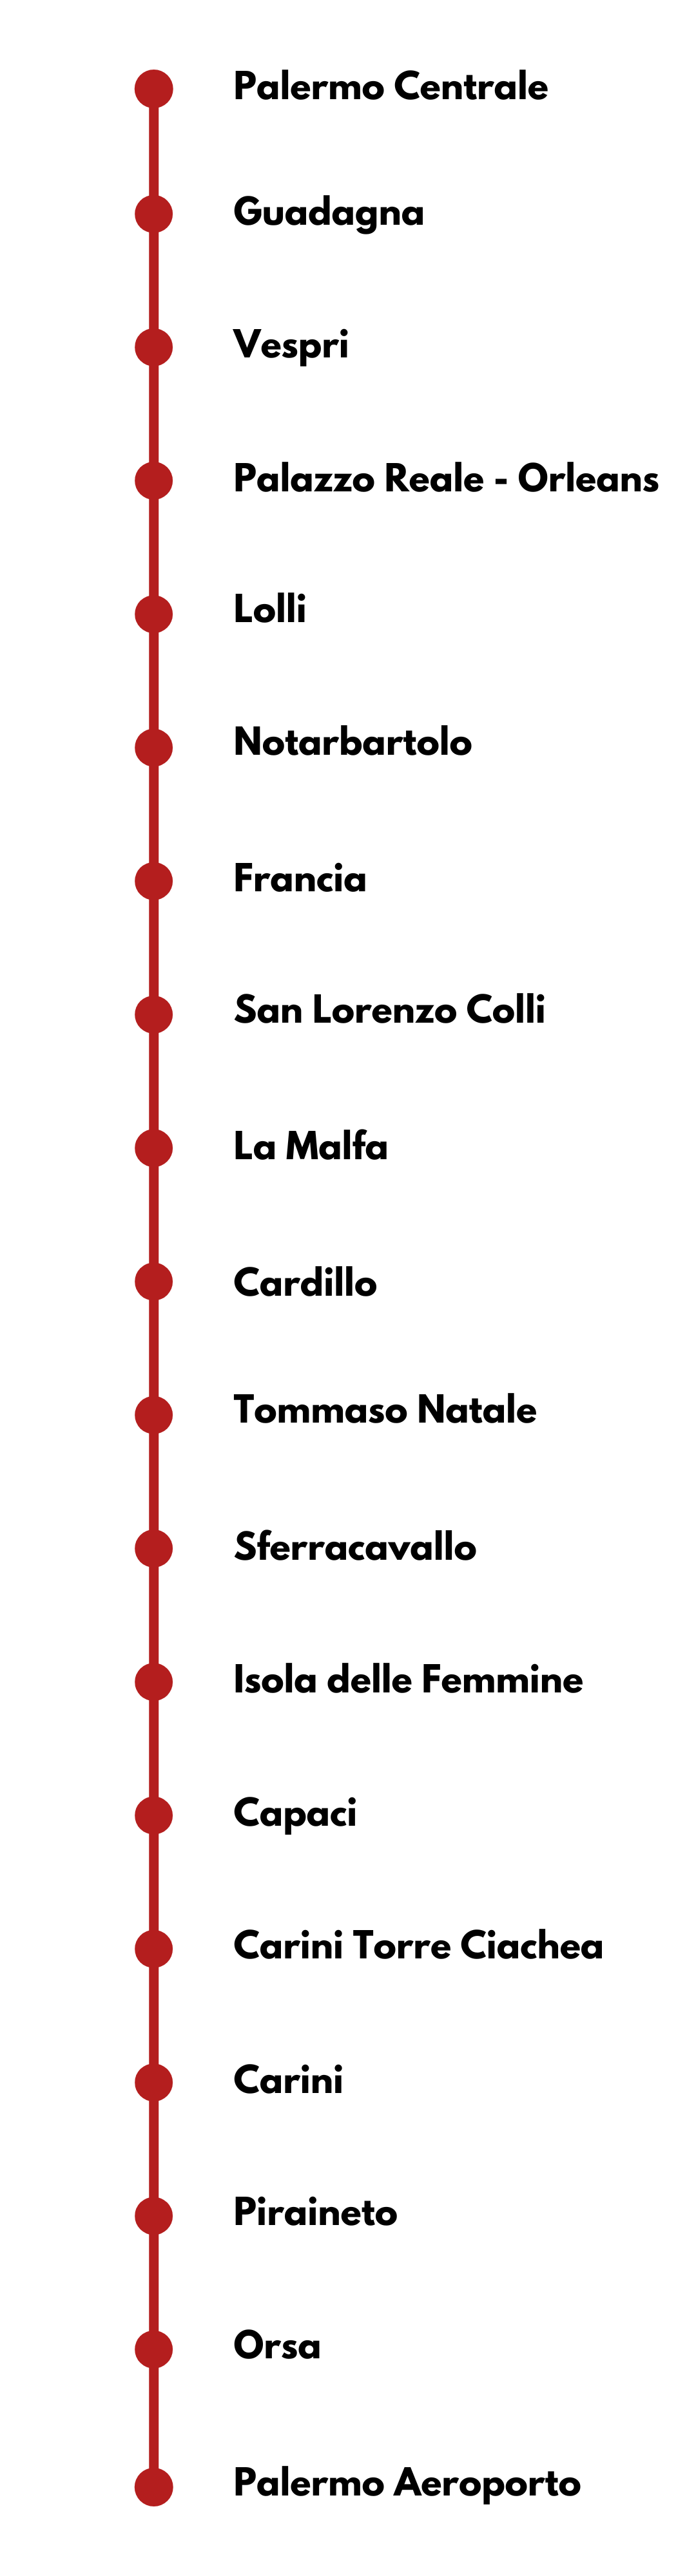 Palermo Centrale
Guadagna
Vespri
Palazzo Reale - Orleans
Lolli
Notarbartolo
Francia
San Lorenzo Colli
La Malfa
Cardillo
Tommaso Natale
Sferracavallo
Isola delle Femmine
Capaci
Carini Torre Ciachea
Carini
Piraineto
Orsa
Palermo Aeroporto